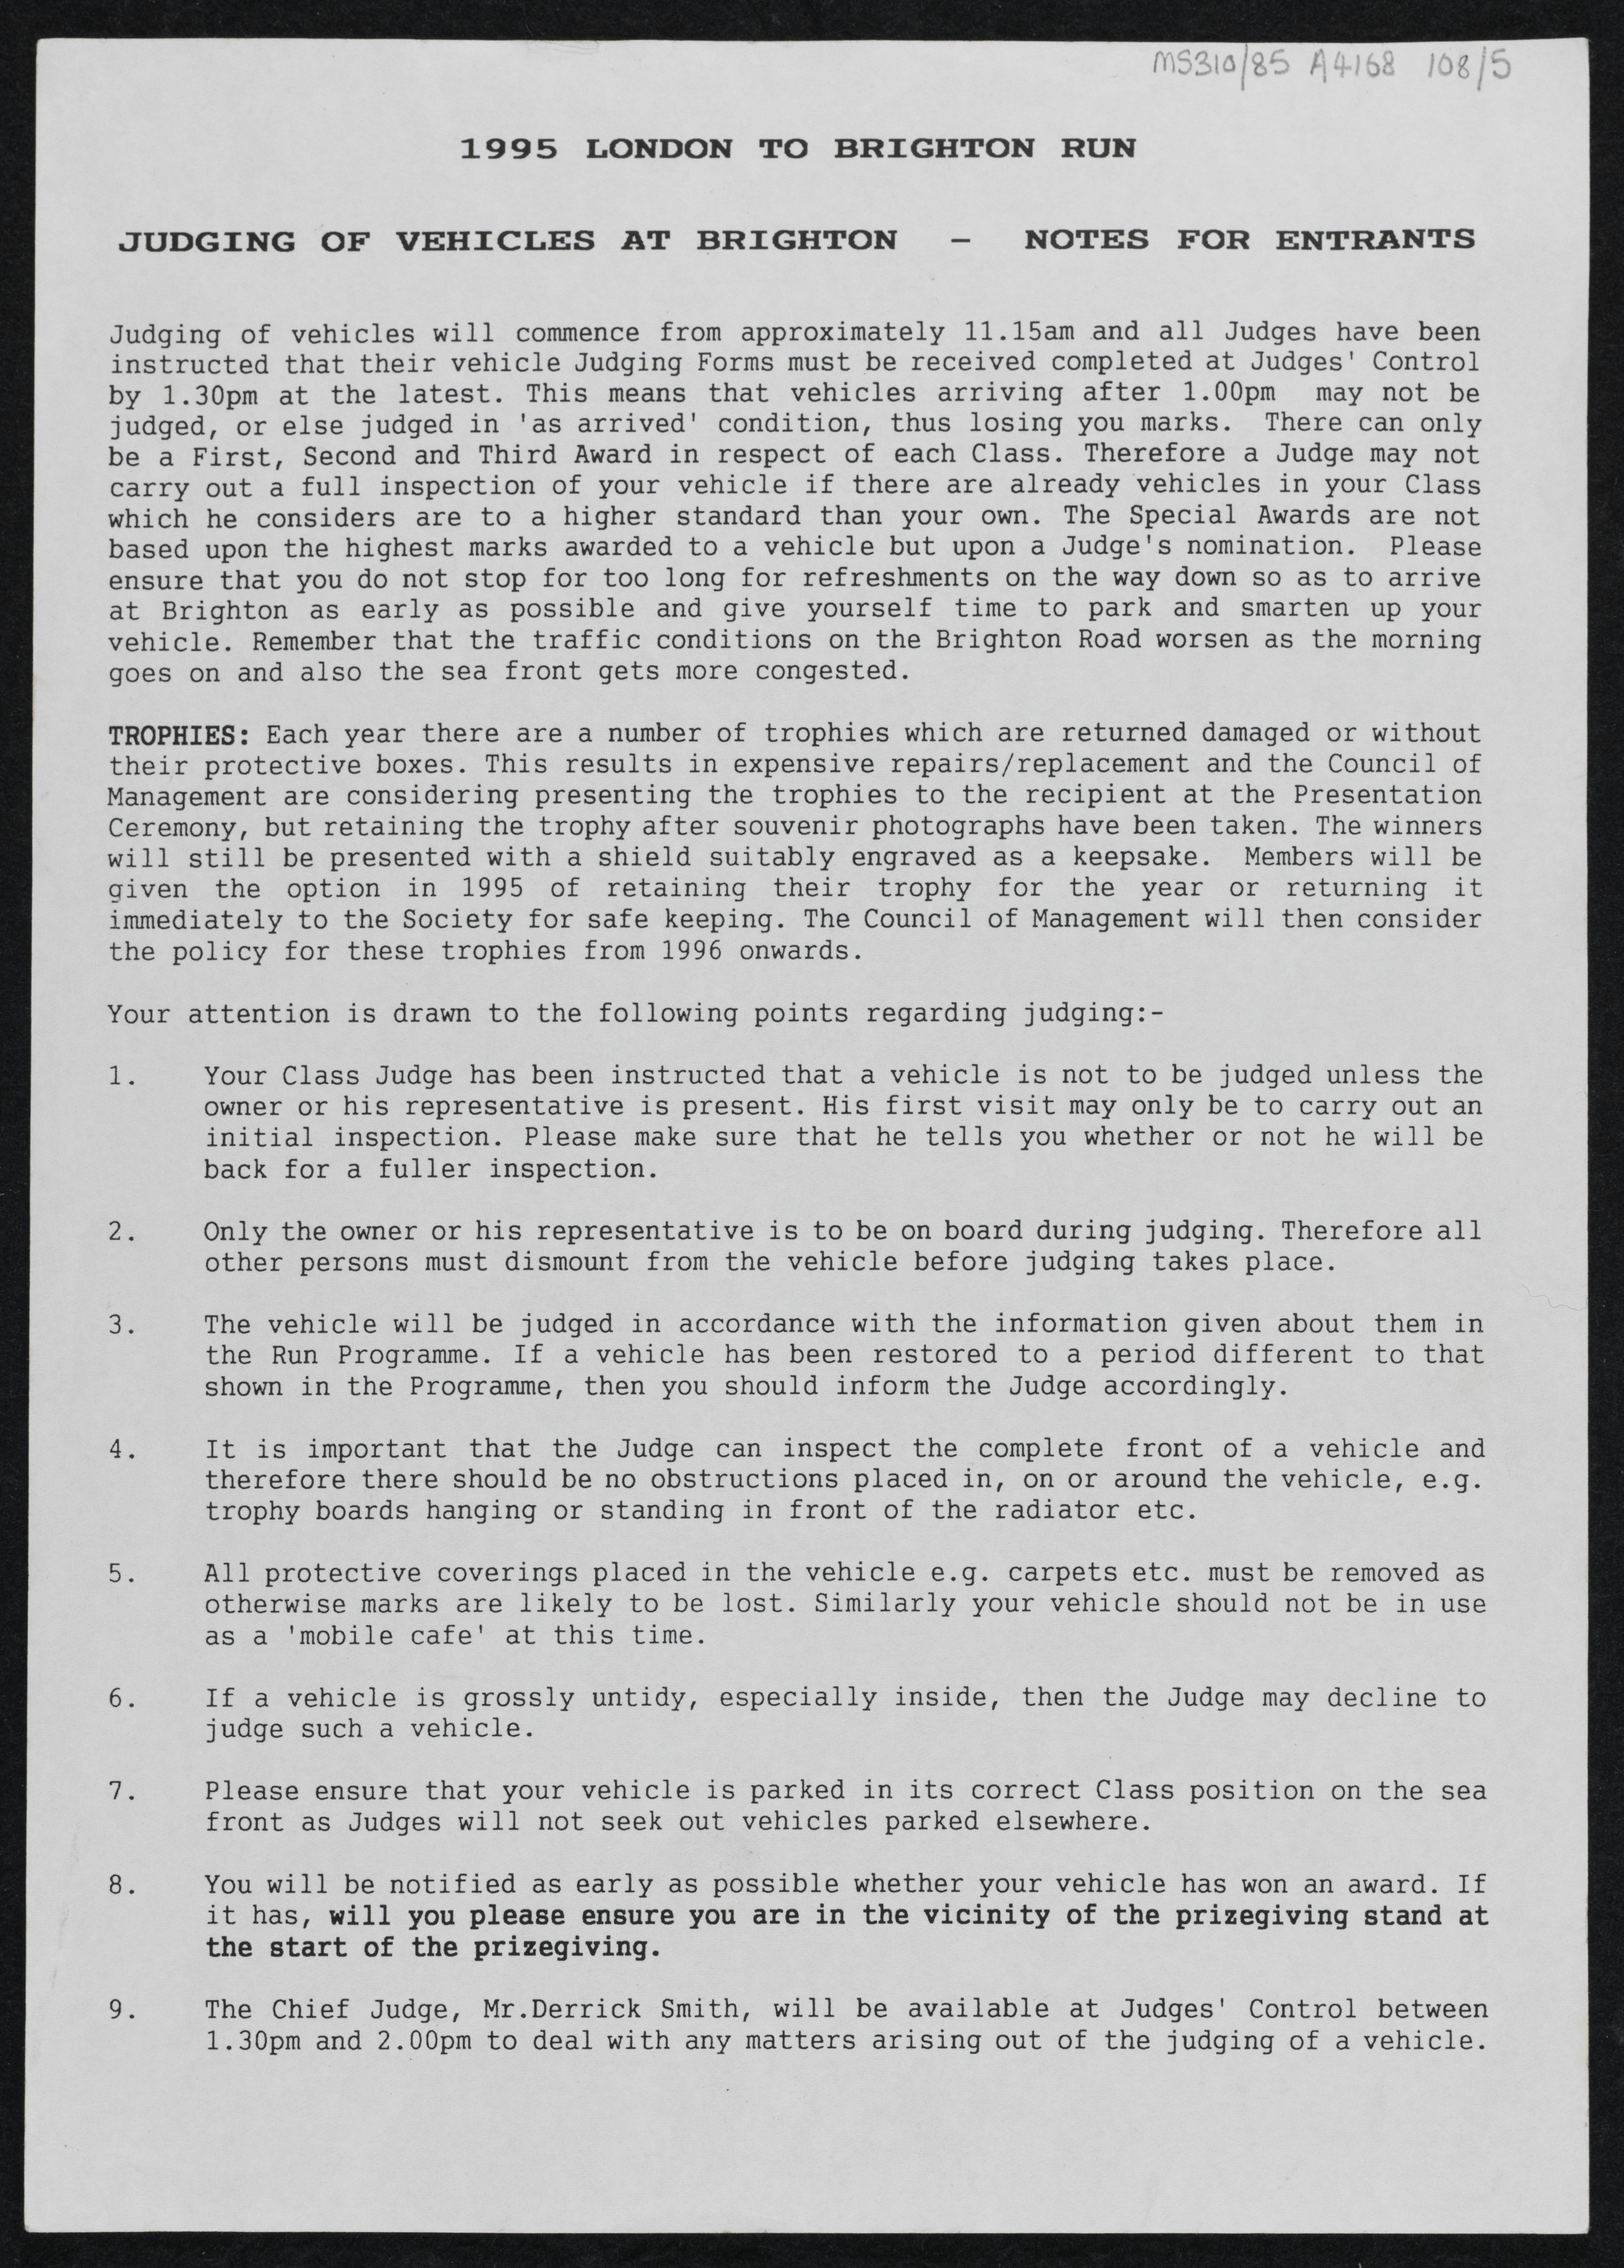 MS310/85 A4168 108/5
1995 LONDON TO BRIGHTON RUN
JUDGING OF VEHICLES AT BRIGHTON - NOTES FOR ENTRANTS
Judging of vehicles will commence from approximately 11.15am and all Judges have been
instructed that their vehicle Judging Forms must be received completed at Judges' Control
by 1.30pm at the latest. This means that vehicles arriving after 1.00pm may not be
judged, or else judged in 'as arrived' condition, thus losing you marks. There can only
be a First, Second and Third Award in respect of each Class. Therefore a Judge may not
carry out a full inspection of your vehicle if there are already vehicles in your Class
which he considers are to a higher standard than your own. The Special Awards are not
based upon the highest marks awarded to a vehicle but upon a Judge's nomination. Please
ensure that you do not stop for too long for refreshments on the way down so as to arrive
at Brighton as early as possible and give yourself time to park and smarten up your
vehicle. Remember that the traffic conditions on the Brighton Road worsen as the morning
goes on and also the sea front gets more congested.
TROPHIES: Each year there are a number of trophies which are returned damaged or without
their protective boxes. This results in expensive repairs/replacement and the Council of
Management are considering presenting the trophies to the recipient at the Presentation
Ceremony, but retaining the trophy after souvenir photographs have been taken. The winners
will still be presented with a shield suitably engraved as a keepsake. Members will be
given the option in 1995 of retaining their trophy for the year or returning it
immediately to the Society for safe keeping. The Council of Management will then consider
the policy for these trophies from 1996 onwards.
Your attention is drawn to the following points regarding judging:-
1. Your Class Judge has been instructed that a vehicle is not to be judged unless the
owner or his representative is present. His first visit may only be to carry out an
initial inspection. Please make sure that he tells you whether or not he will be
back for a fuller inspection.
2. Only the owner or his representative is to be on board during judging. Therefore all
other persons must dismount from the vehicle before judging takes place.
3. The vehicle will be judged in accordance with the information given about them in
the Run Programme. If a vehicle has been restored to a period different to that
shown in the Programme, then you should inform the Judge accordingly.
4. It is important that the Judge can inspect the complete front of a vehicle and
therefore there should be no obstructions placed in, on or around the vehicle, e.g.
trophy boards hanging or standing in front of the radiator etc.
5. All protective coverings placed in the vehicle e.g. carpets etc. must be removed as
otherwise marks are likely to be lost. Similarly your vehicle should not be in use
as a 'mobile cafe' at this time.
6. If a vehicle is grossly untidy, especially inside, then the Judge may decline to
judge such a vehicle.
7. Please ensure that your vehicle is parked in its correct Class position on the sea
front as Judges will not seek out vehicles parked elsewhere.
8. You will be notified as early as possible whether your vehicle has won an award. If
it has, will you please ensure you are in the vicinity of the prizegiving stand at
the start of the prizegiving.
9. The Chief Judge, Mr.Derrick Smith, will be available at Judges' Control between
1.30pm and 2.00pm to deal with any matters arising out of the judging of a vehicle.